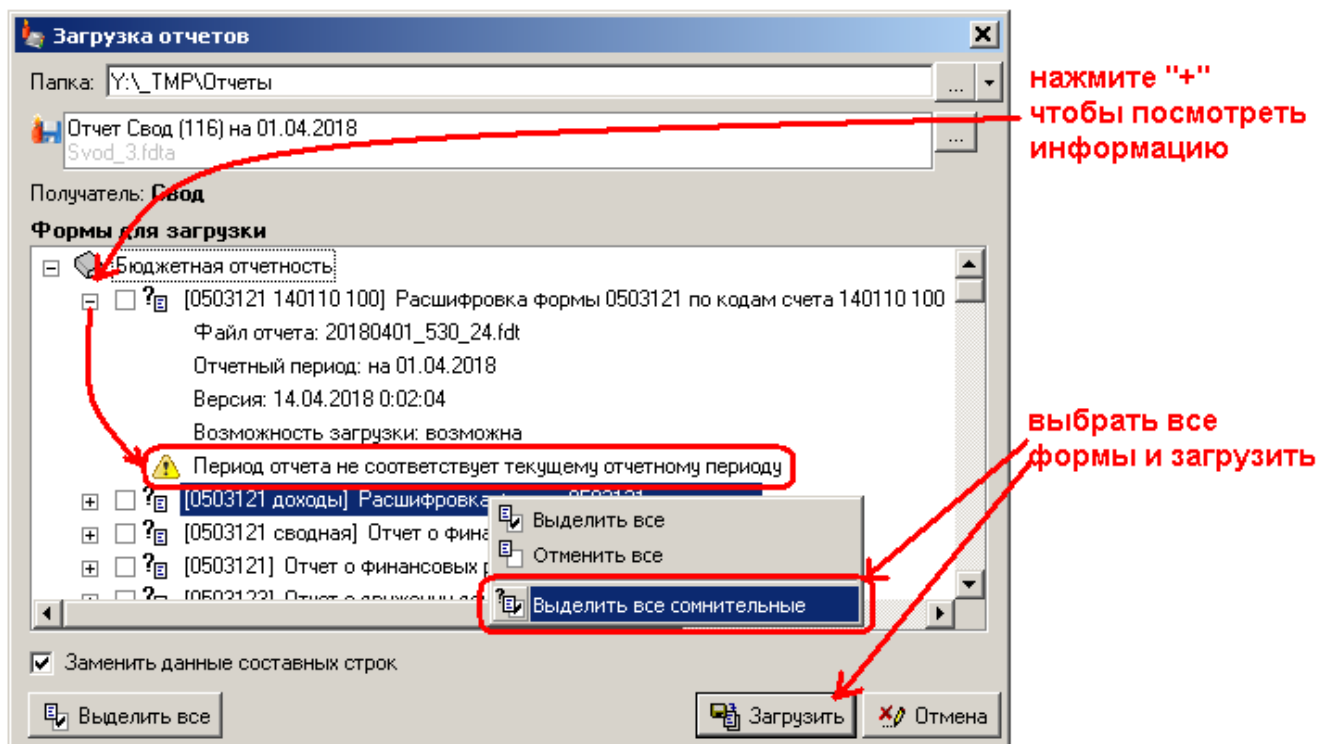 Загрузка отчетов
Папка: Y:\_TMP\Отчеты
...
нажмите "+"
чтобы посмотреть
информацию
Отчет Свод (116) на 01.04.2018
...
Svod_3.fdta
Получатель: Свод
Формы для загрузки
Бюджетная отчетность
[0503121 140110 100] Расшифровка формы 0503121 по кодам счета 140110 100
Файл отчета: 20180401_530_24.fdt
Отчетный период: на 01.04.2018
Версия: 14.04.2018 0:02:04
Возможность загрузки: возможна
Период отчета не соответствует текущему отчетному периоду
выбрать все
формы и загрузить
[0503121 доходы] Расшифровка
[0503121 сводная] Отчет о фина
[0503121] Отчет о финансовых р
[0503123] Отчет о движении де
Выделить все
Отменить все
Выделить все сомнительные
Заменить данные составных строк
Выделить все
Загрузить
Отмена